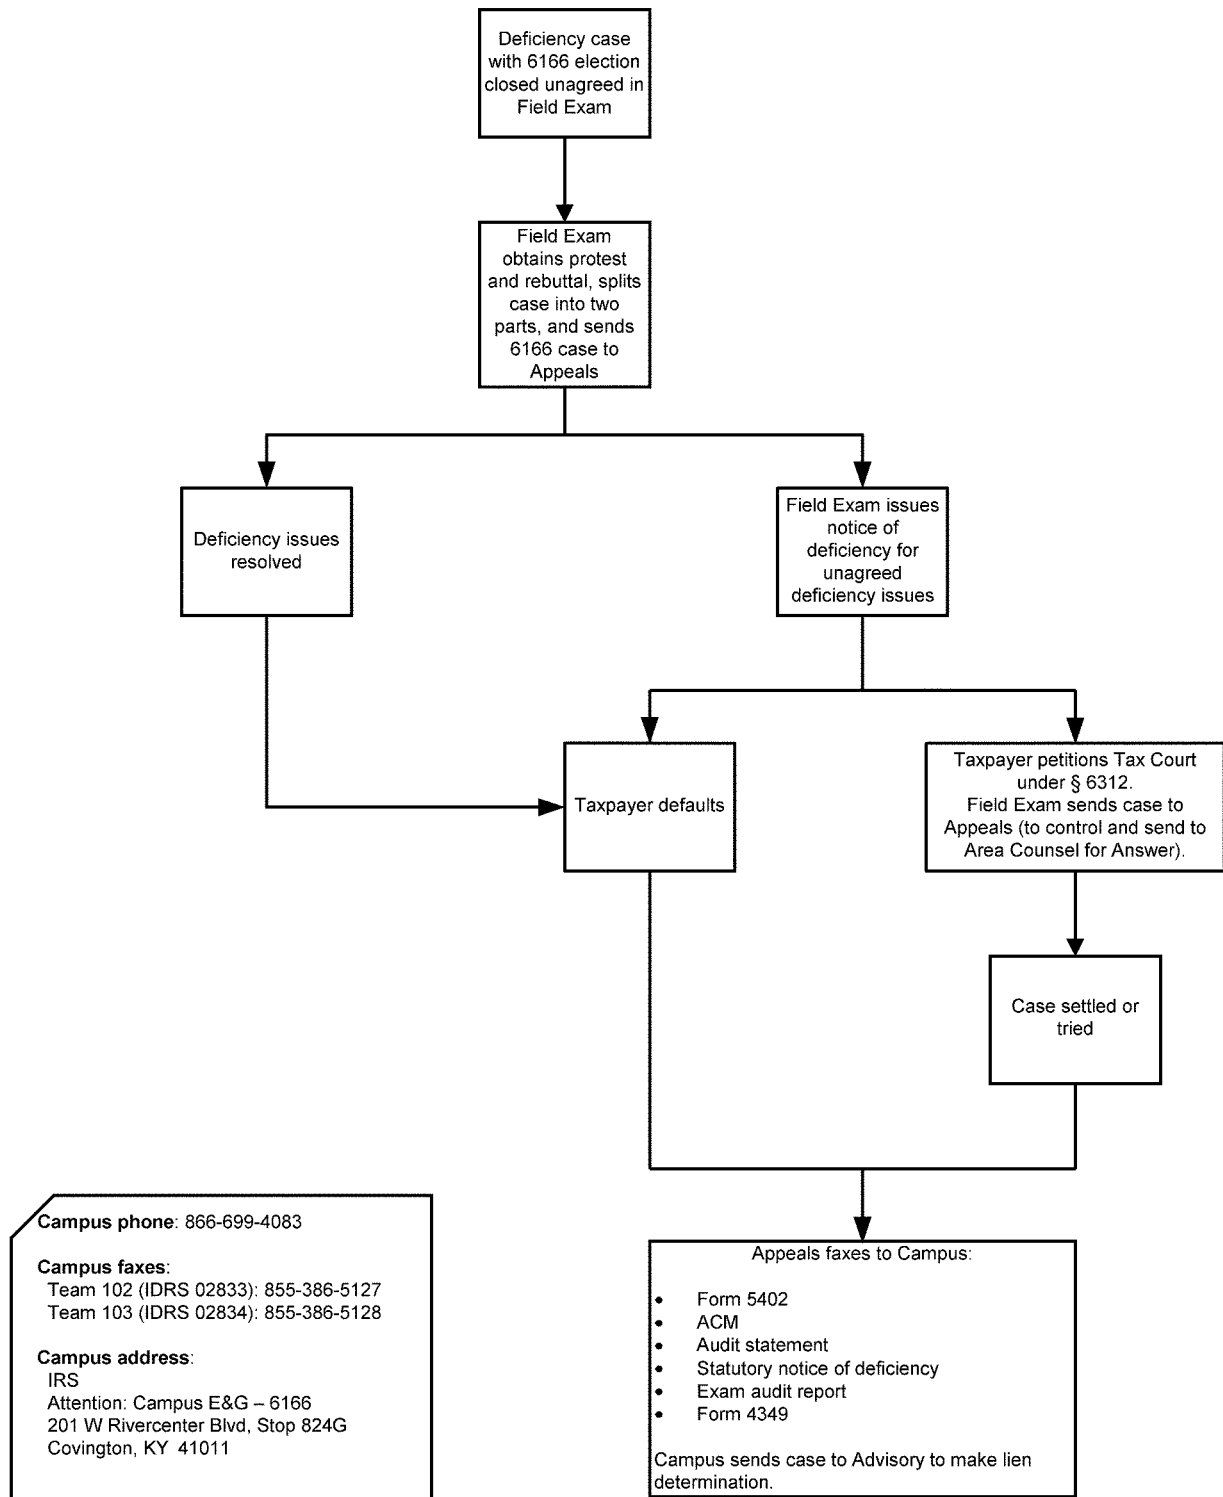 Deficiency case
with 6166 election
closed unagreed in
Field Exam
Field Exam
obtains protest
and rebuttal, splits
case into two
parts, and sends
6166 case to
Appeals
Deficiency issues
resolved
Field Exam issues
notice of
deficiency for
unagreed
deficiency issues
Taxpayer defaults
Taxpayer petitions Tax Court
under § 6312.
Field Exam sends case to
Appeals (to control and send to
Area Counsel for Answer).
Case settled or
tried
Campus phone: 866-699-4083
Campus faxes:
Team 102 (IDRS 02833): 855-386-5127
Team 103 (IDRS 02834): 855-386-5128
Campus address:
IRS
Attention: Campus E&G – 6166
201 W Rivercenter Blvd, Stop 824G
Covington, KY 41011
Appeals faxes to Campus:
• Form 5402
• ACM
• Audit statement
• Statutory notice of deficiency
• Exam audit report
• Form 4349
Campus sends case to Advisory to make lien
determination.